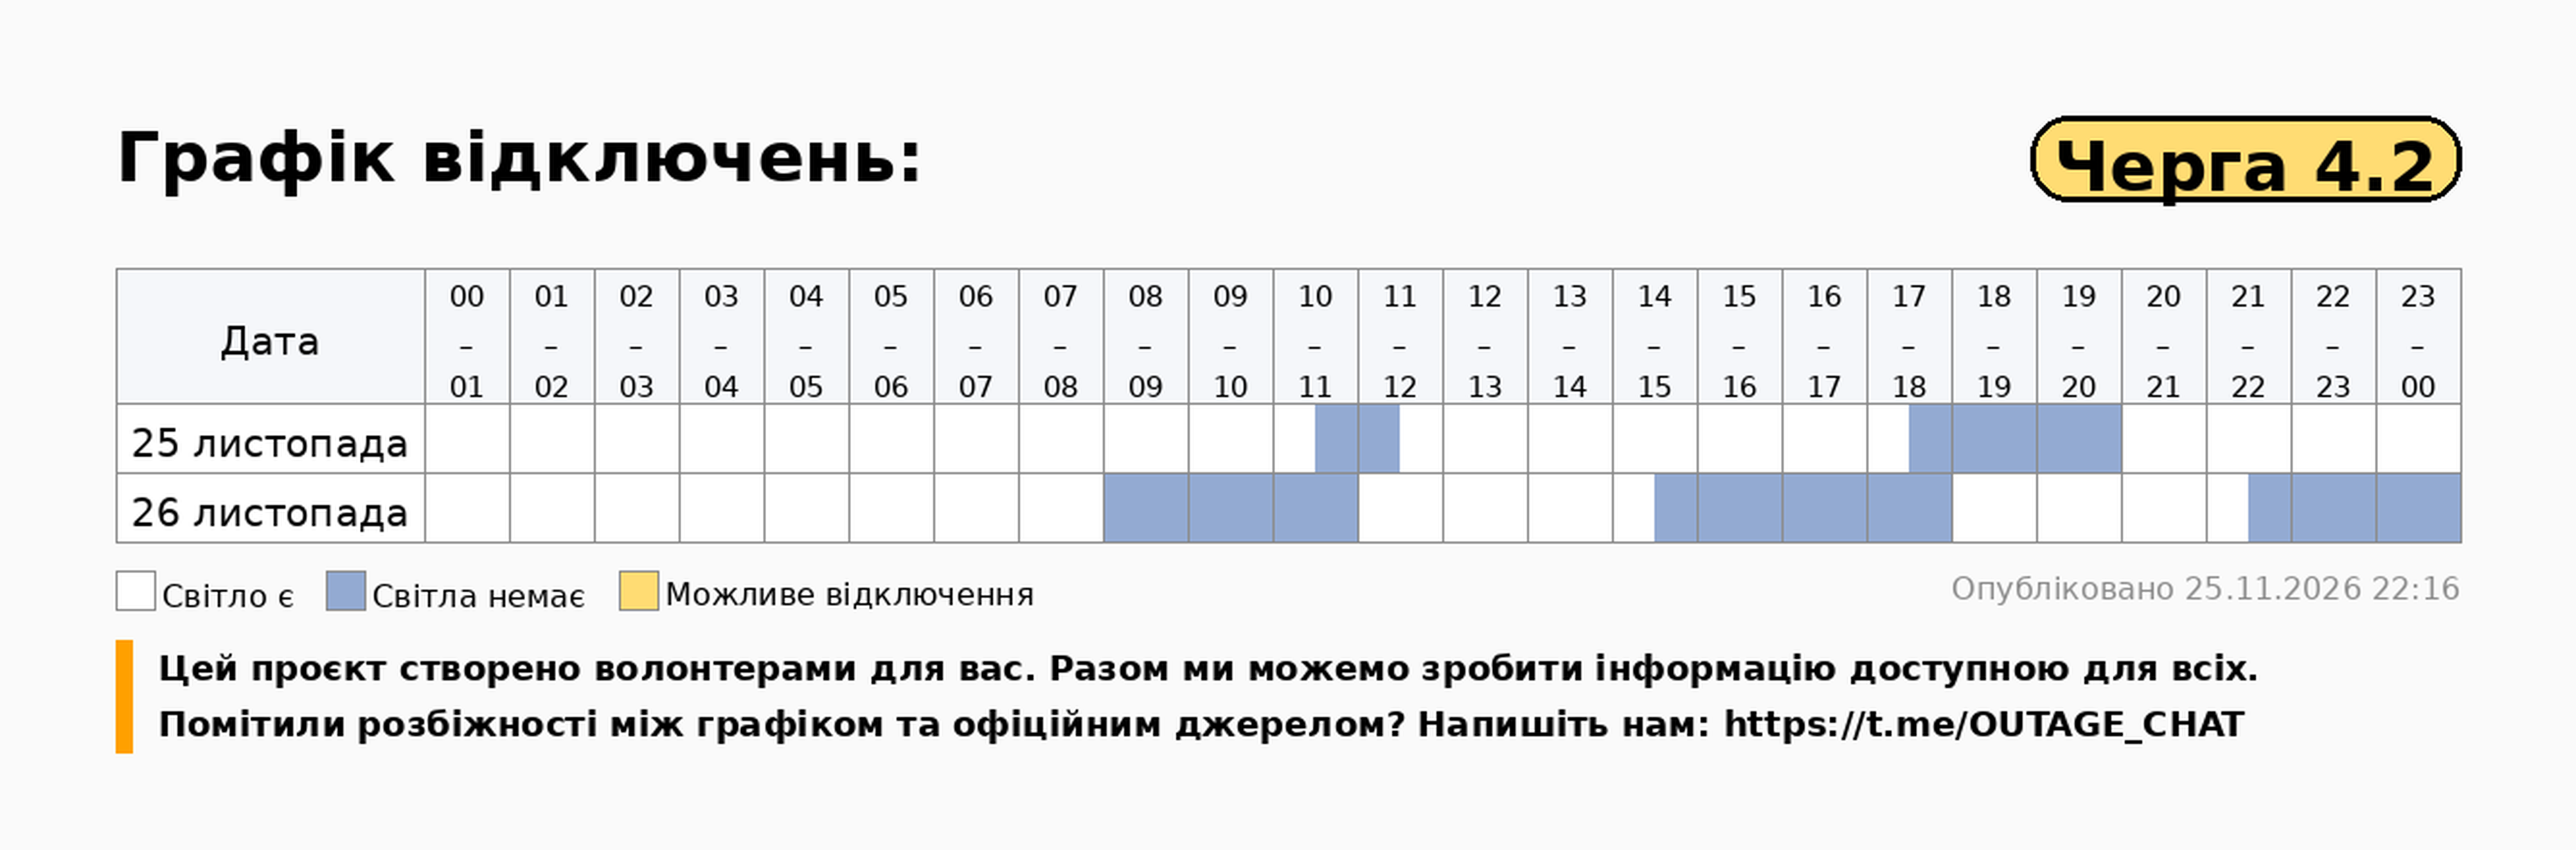 Графік відключень:
Черга 4.2
Дата
00 – 01
01 – 02
02 – 03
03 – 04
04 – 05
05 – 06
06 – 07
07 – 08
08 – 09
09 – 10
10 – 11
11 – 12
12 – 13
13 – 14
14 – 15
15 – 16
16 – 17
17 – 18
18 – 19
19 – 20
20 – 21
21 – 22
22 – 23
23 – 00
25 листопада
26 листопада
Світло є
Світла немає
Можливе відключення
Опубліковано 25.11.2026 22:16
Цей проєкт створено волонтерами для вас. Разом ми можемо зробити інформацію доступною для всіх.
Помітили розбіжності між графіком та офіційним джерелом? Напишіть нам: https://t.me/OUTAGE_CHAT